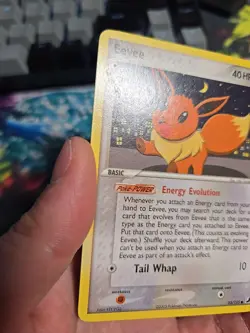 Eevee
40 HP
BASIC
POKé-POWER Energy Evolution
Whenever you attach an Energy card from your
hand to Eevee, you may search your deck for a
card that evolves from Eevee that is the same
type as the Energy card you attached to Eevee.
Put that card onto Eevee. (This counts as evolving
Eevee.) Shuffle your deck afterward. This power
can't be used when you attach an Energy card to
Eevee as part of an attack's effect.
Tail Whap 10
weakness
resistance